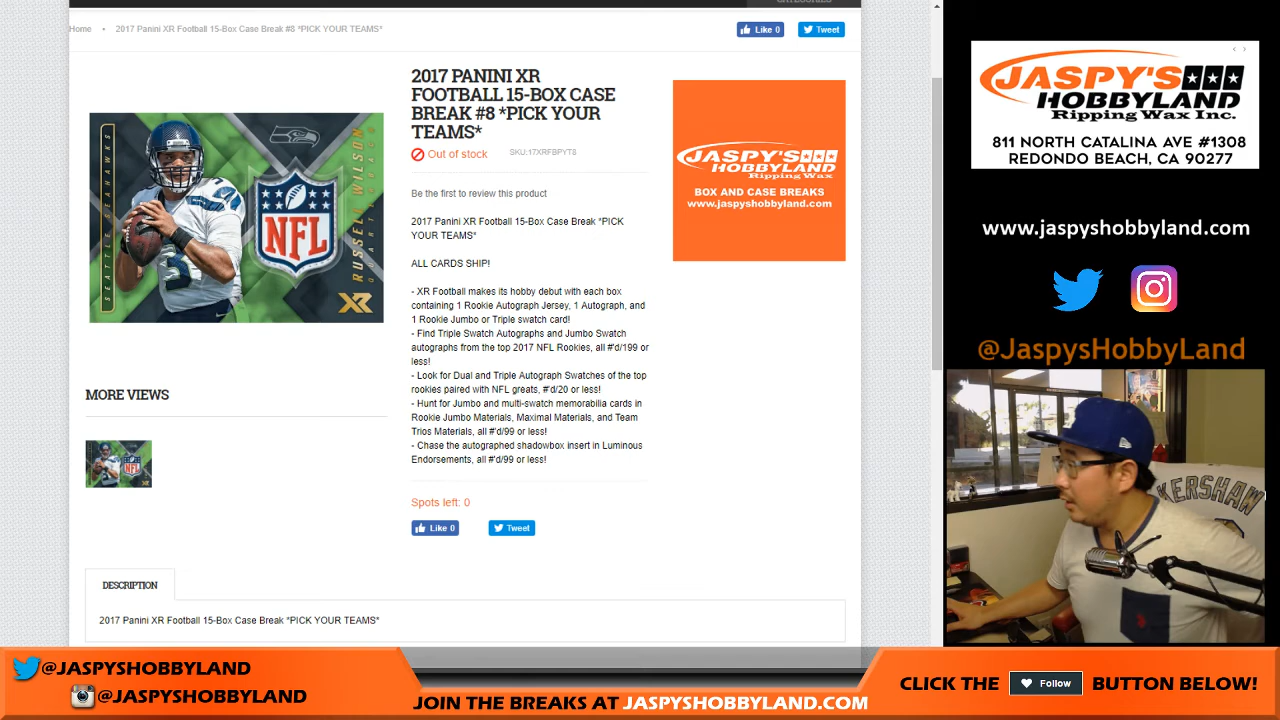 CATEGORIES
Home • 2017 Panini XR Football 15-Box Case Break #8 *PICK YOUR TEAMS*
Like 0
Tweet
2017 PANINI XR
FOOTBALL 15-BOX CASE
BREAK #8 *PICK YOUR
TEAMS*
Out of stock
SKU:17XRFBPYT8
Be the first to review this product
2017 Panini XR Football 15-Box Case Break *PICK
YOUR TEAMS*
ALL CARDS SHIP!
- XR Football makes its hobby debut with each box
containing 1 Rookie Autograph Jersey, 1 Autograph, and
1 Rookie Jumbo or Triple swatch card!
- Find Triple Swatch Autographs and Jumbo Swatch
autographs from the top 2017 NFL Rookies, all #'d/199 or
less!
- Look for Dual and Triple Autograph Swatches of the top
rookies paired with NFL greats, #'d/20 or less!
- Hunt for Jumbo and multi-swatch memorabilia cards in
Rookie Jumbo Materials, Maximal Materials, and Team
Trios Materials, all #'d/99 or less!
- Chase the autographed shadowbox insert in Luminous
Endorsements, all #'d/99 or less!
Spots left: 0
Like 0
Tweet
SEATTLE SEAHAWKS
NFL
RUSSELL WILSON
QUARTERBACK
XR
3
MORE VIEWS
DESCRIPTION
2017 Panini XR Football 15-Box Case Break *PICK YOUR TEAMS*
JASPY'S
HOBBYLAND
Ripping Wax
BOX AND CASE BREAKS
www.jaspyshobbyland.com
JASPY'S
HOBBYLAND
Ripping Wax Inc.
811 NORTH CATALINA AVE #1308
REDONDO BEACH, CA 90277
www.jaspyshobbyland.com
@JaspysHobbyLand
KERSHAW
@JASPYSHOBBYLAND
@JASPYSHOBBYLAND
JOIN THE BREAKS AT JASPYSHOBBYLAND.COM
CLICK THE Follow BUTTON BELOW!